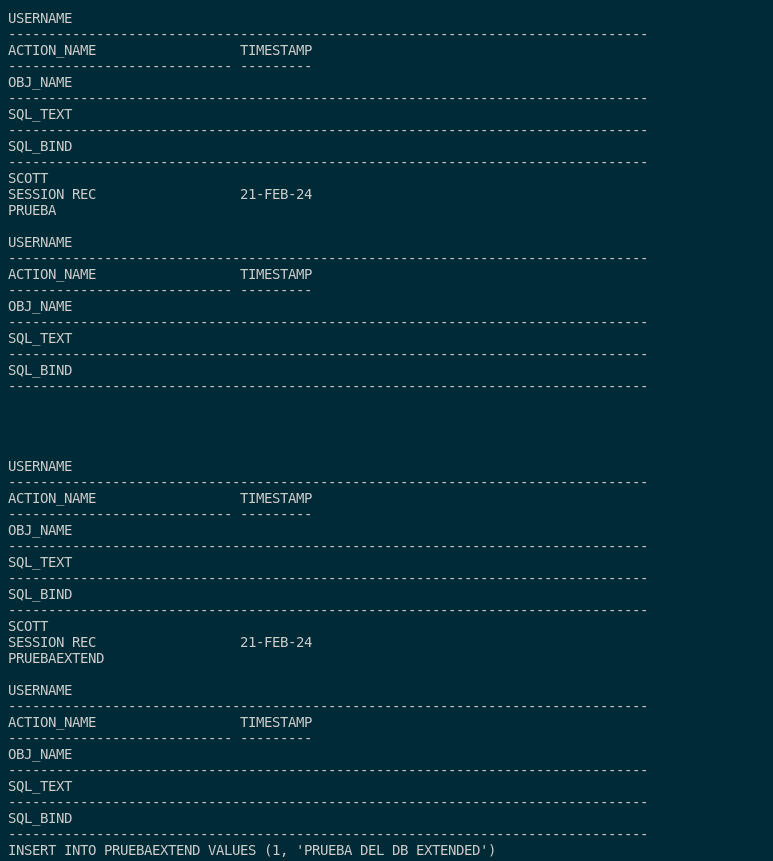 USERNAME
--------------------------------------------------------------------------------
ACTION_NAME                  TIMESTAMP
---------------------------- ---------
OBJ_NAME
--------------------------------------------------------------------------------
SQL_TEXT
--------------------------------------------------------------------------------
SQL_BIND
--------------------------------------------------------------------------------
SCOTT
SESSION REC                  21-FEB-24
PRUEBA

USERNAME
--------------------------------------------------------------------------------
ACTION_NAME                  TIMESTAMP
---------------------------- ---------
OBJ_NAME
--------------------------------------------------------------------------------
SQL_TEXT
--------------------------------------------------------------------------------
SQL_BIND
--------------------------------------------------------------------------------

USERNAME
--------------------------------------------------------------------------------
ACTION_NAME                  TIMESTAMP
---------------------------- ---------
OBJ_NAME
--------------------------------------------------------------------------------
SQL_TEXT
--------------------------------------------------------------------------------
SQL_BIND
--------------------------------------------------------------------------------
SCOTT
SESSION REC                  21-FEB-24
PRUEBAEXTEND

USERNAME
--------------------------------------------------------------------------------
ACTION_NAME                  TIMESTAMP
---------------------------- ---------
OBJ_NAME
--------------------------------------------------------------------------------
SQL_TEXT
--------------------------------------------------------------------------------
SQL_BIND
--------------------------------------------------------------------------------
INSERT INTO PRUEBAEXTEND VALUES (1, 'PRUEBA DEL DB EXTENDED')